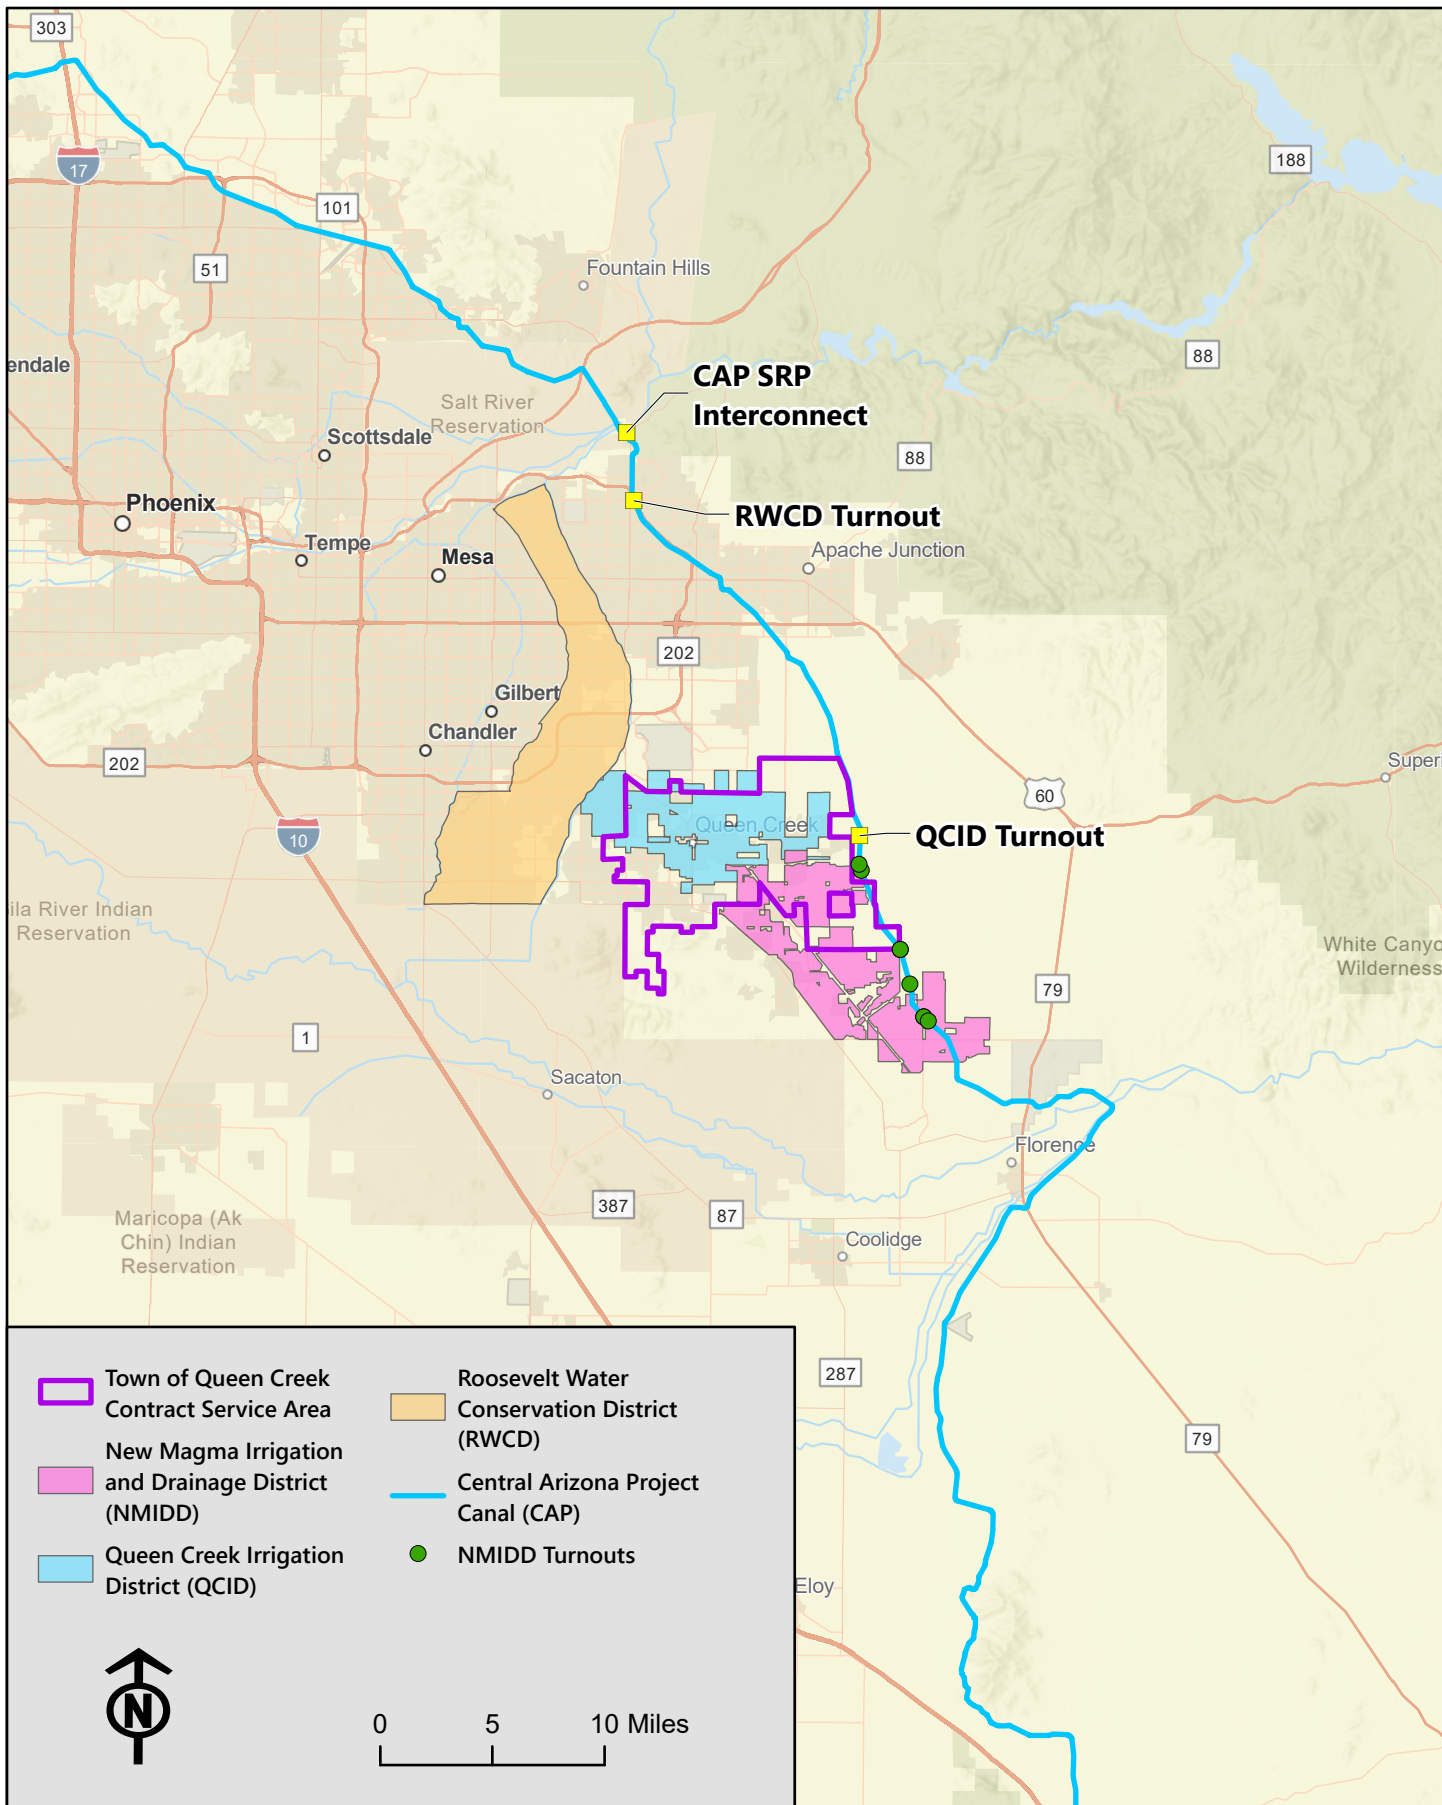 303
17
101
51
188
Fountain Hills
88
endale
CAP SRP
Interconnect
Salt River
Reservation
Scottsdale
88
Phoenix
RWCD Turnout
Tempe
Mesa
Apache Junction
202
Gilbert
Chandler
202
Superi
60
10
Queen Creek
QCID Turnout
ila River Indian
Reservation
White Canyo
Wilderness
79
1
Sacaton
Florence
387
87
Maricopa (Ak
Chin) Indian
Reservation
Coolidge
287
79
Eloy
Town of Queen Creek
Contract Service Area
New Magma Irrigation
and Drainage District
(NMIDD)
Queen Creek Irrigation
District (QCID)
Roosevelt Water
Conservation District
(RWCD)
Central Arizona Project
Canal (CAP)
NMIDD Turnouts
N
0 5 10 Miles